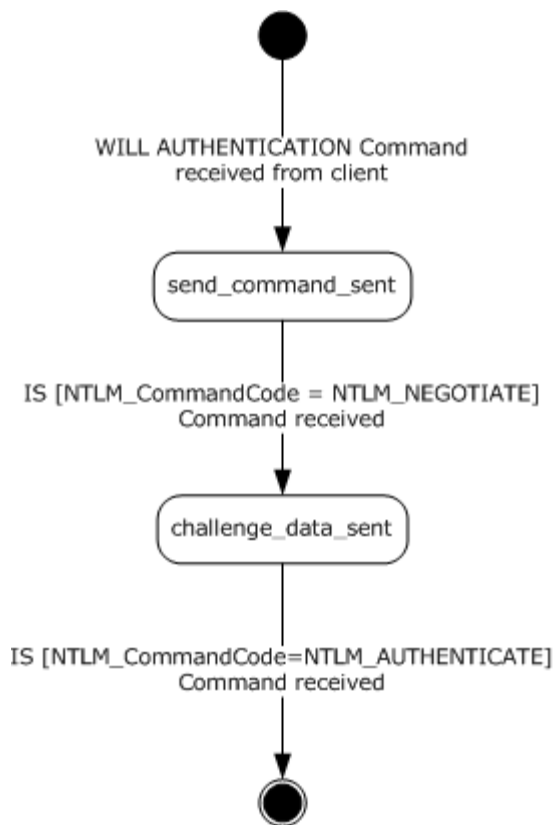 WILL AUTHENTICATION Command
received from client
send_command_sent
IS [NTLM_CommandCode = NTLM_NEGOTIATE]
Command received
challenge_data_sent
IS [NTLM_CommandCode=NTLM_AUTHENTICATE]
Command received